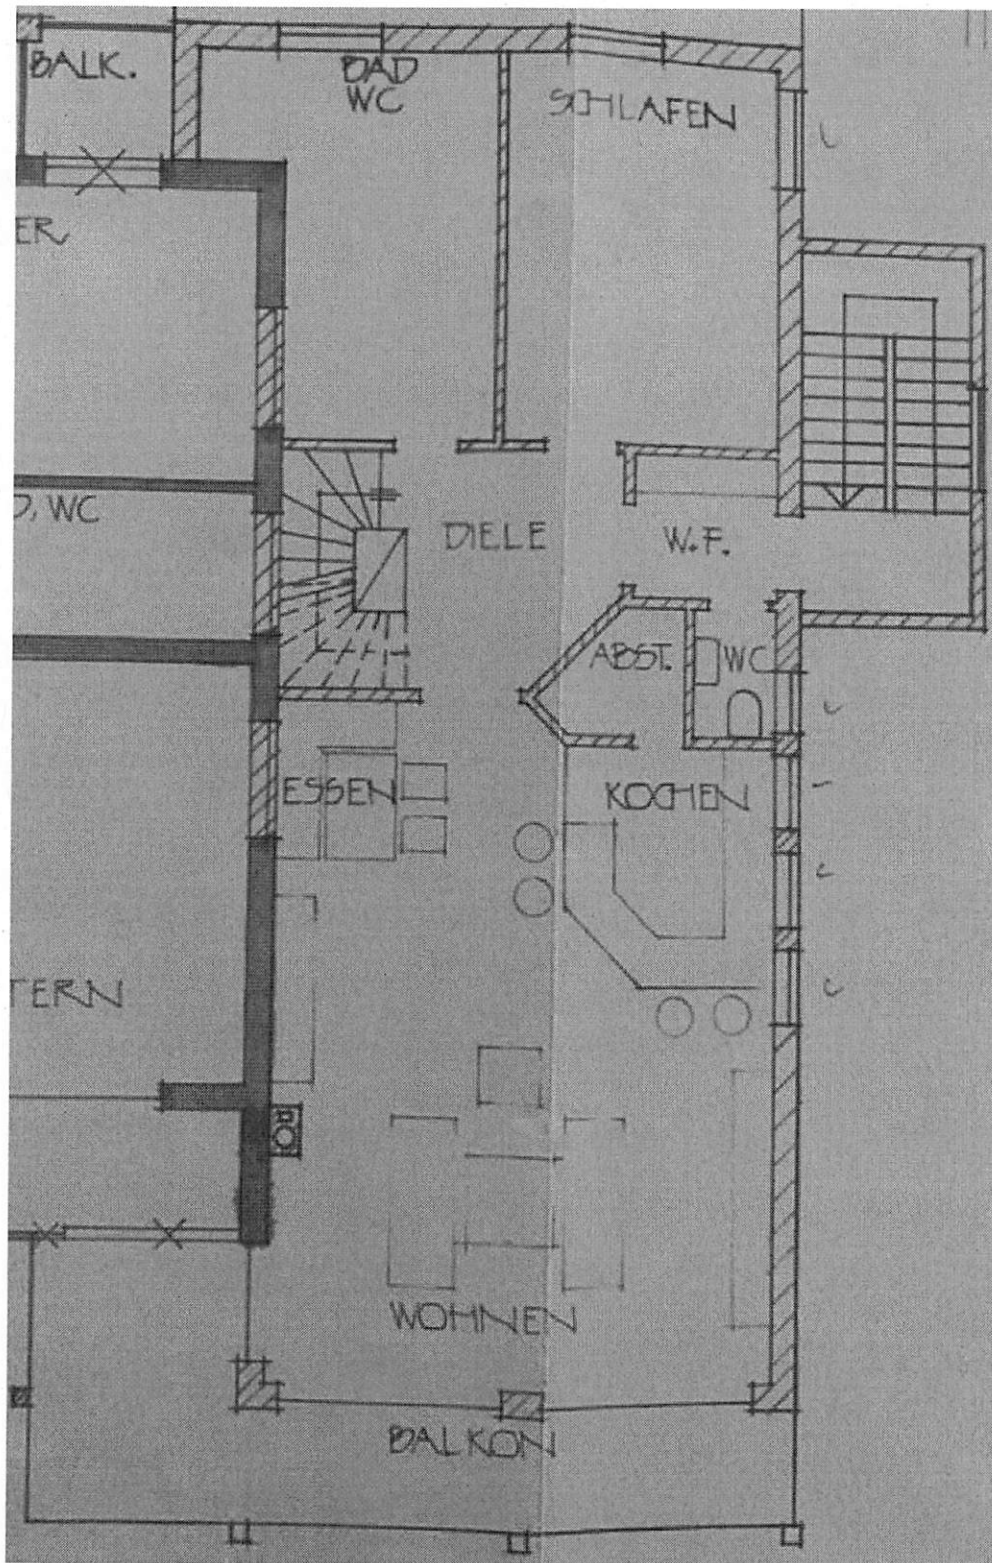 BALK.
BAD
WC
SCHLAFEN
ER
D, WC
DIELE
W.F.
ABST.
WC
ESSEN
KOCHEN
TERN
WOHNEN
BALKON